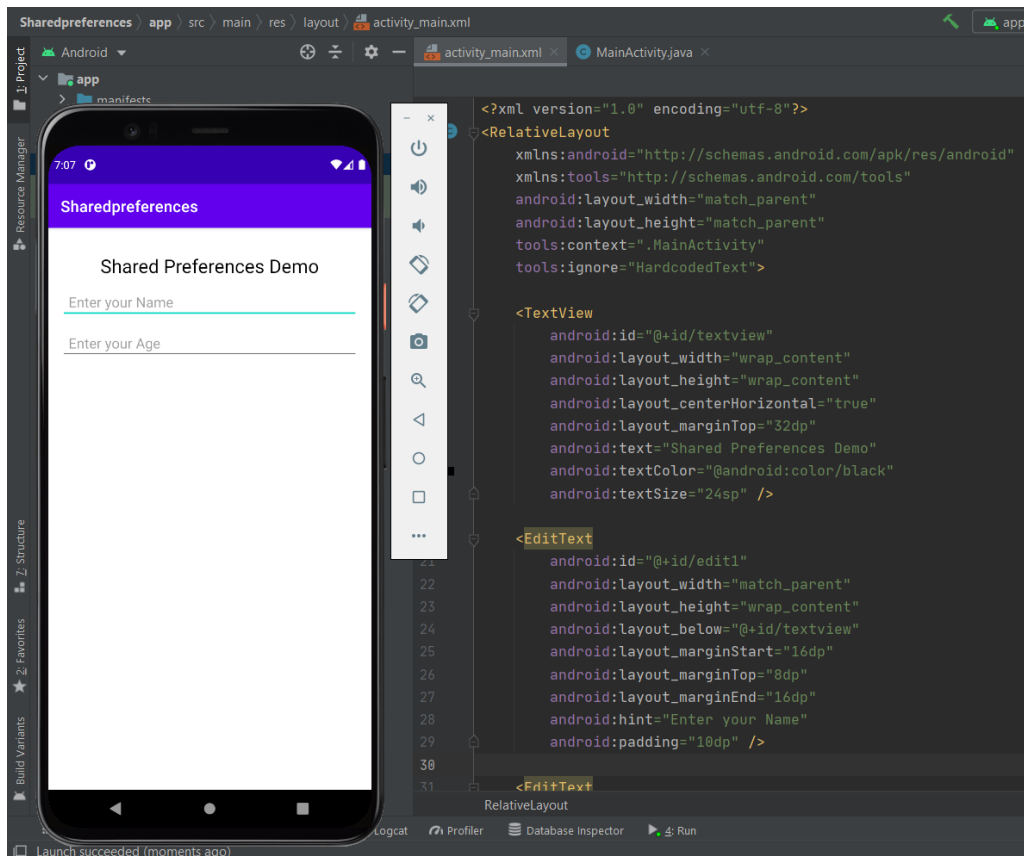 Sharedpreferences app src main res layout activity_main.xml app
1: Project
Android
activity_main.xml
MainActivity.java
app
manifests
Resource Manager
7: Structure
2: Favorites
Build Variants
7:07
Sharedpreferences
Shared Preferences Demo
Enter your Name
Enter your Age
<?xml version="1.0" encoding="utf-8"?>
<RelativeLayout
xmlns:android="http://schemas.android.com/apk/res/android"
xmlns:tools="http://schemas.android.com/tools"
android:layout_width="match_parent"
android:layout_height="match_parent"
tools:context=".MainActivity"
tools:ignore="HardcodedText">
<TextView
android:id="@+id/textview"
android:layout_width="wrap_content"
android:layout_height="wrap_content"
android:layout_centerHorizontal="true"
android:layout_marginTop="32dp"
android:text="Shared Preferences Demo"
android:textColor="@android:color/black"
android:textSize="24sp" />
<EditText
21 android:id="@+id/edit1"
22 android:layout_width="match_parent"
23 android:layout_height="wrap_content"
24 android:layout_below="@+id/textview"
25 android:layout_marginStart="16dp"
26 android:layout_marginTop="8dp"
27 android:layout_marginEnd="16dp"
28 android:hint="Enter your Name"
29 android:padding="10dp" />
30
31 <EditText
RelativeLayout
Logcat Profiler Database Inspector 4: Run
Launch succeeded (moments ago)